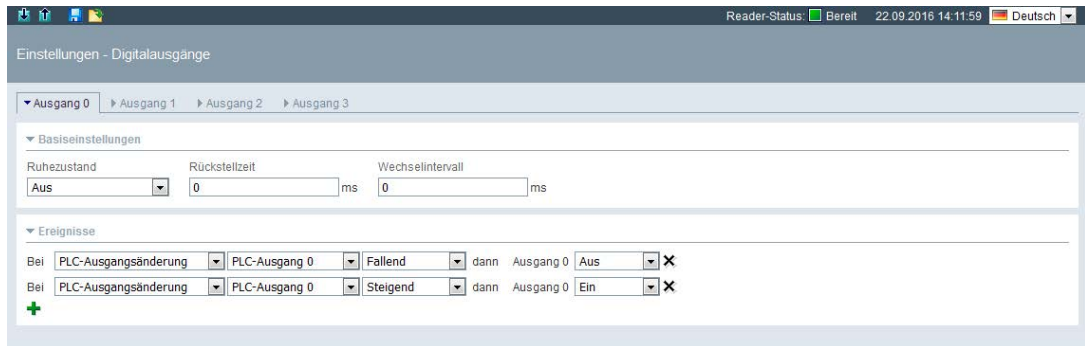 Reader-Status: Bereit 22.09.2016 14:11:59 Deutsch
Einstellungen - Digitalausgänge
Ausgang 0 Ausgang 1 Ausgang 2 Ausgang 3
Basiseinstellungen
Ruhezustand Rückstellzeit Wechselintervall
Aus 0 ms 0 ms
Ereignisse
Bei PLC-Ausgangsänderung PLC-Ausgang 0 Fallend dann Ausgang 0 Aus
Bei PLC-Ausgangsänderung PLC-Ausgang 0 Steigend dann Ausgang 0 Ein